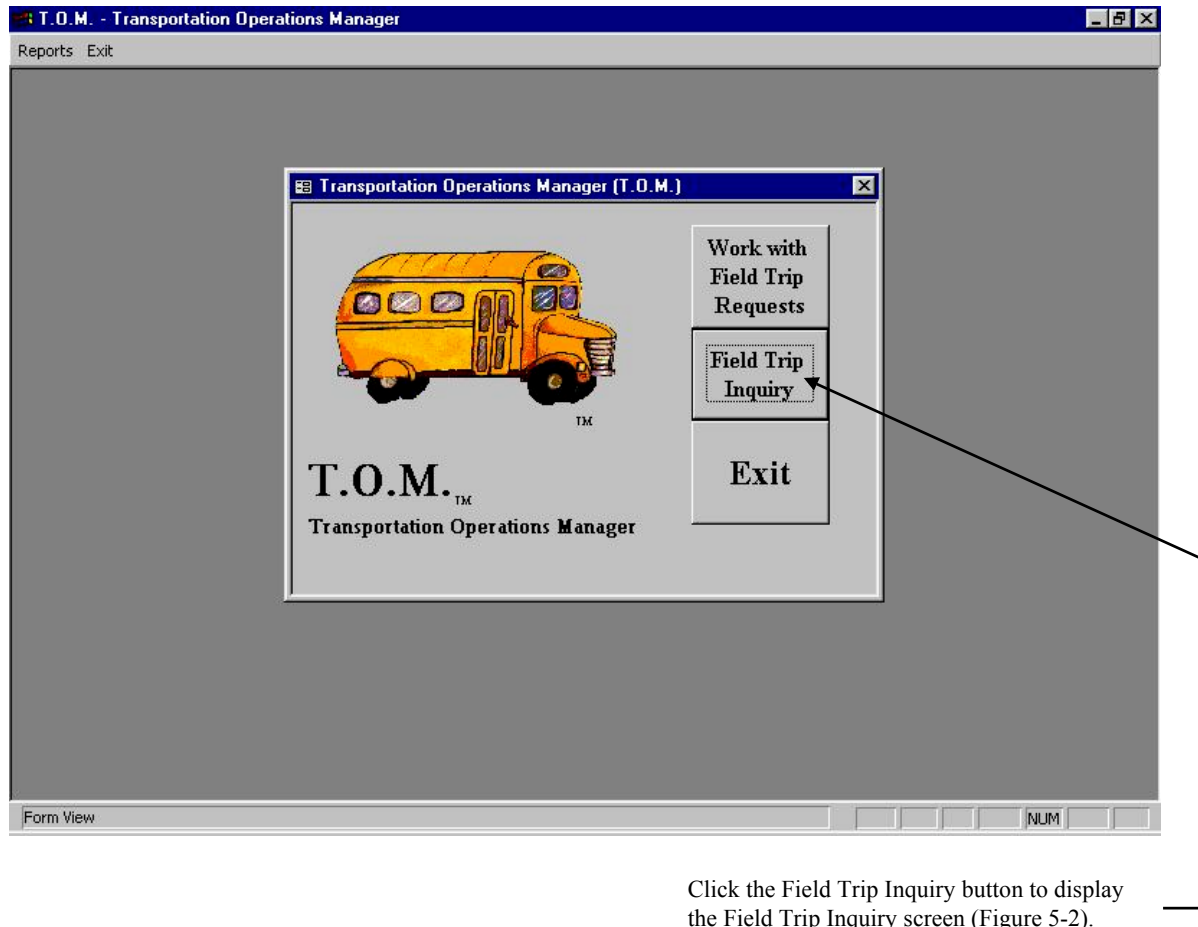 T.O.M. - Transportation Operations Manager
Reports Exit
Transportation Operations Manager (T.O.M.)
Work with
Field Trip
Requests
Field Trip
Inquiry
TM
Exit
T.O.M.TM
Transportation Operations Manager
Form View NUM
Click the Field Trip Inquiry button to display
the Field Trip Inquiry screen (Figure 5-2).